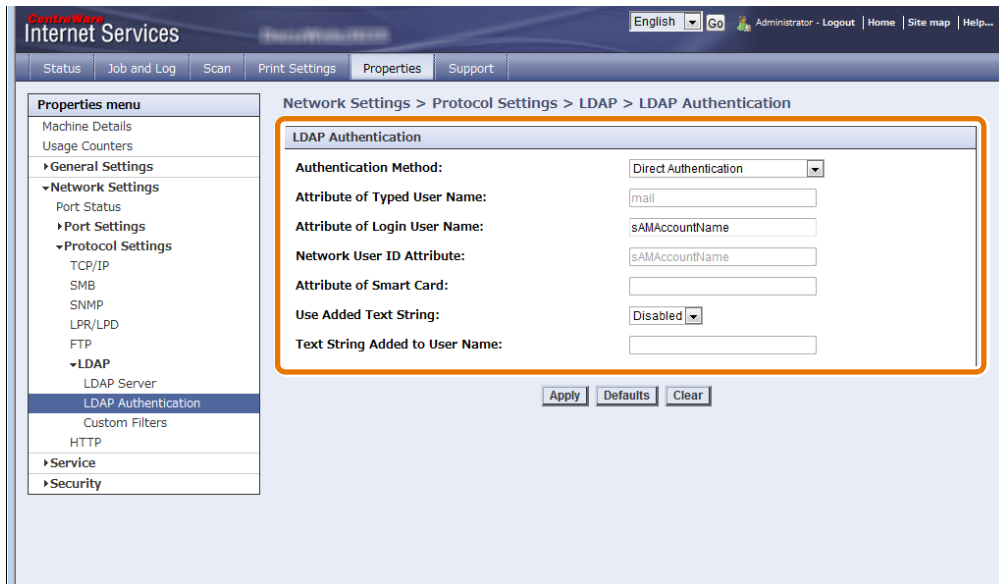 CentreWare
Internet Services
English Go Administrator - Logout | Home | Site map | Help...
Status Job and Log Scan Print Settings Properties Support
Properties menu
Machine Details
Usage Counters
General Settings
Network Settings
Port Status
Port Settings
Protocol Settings
TCP/IP
SMB
SNMP
LPR/LPD
FTP
LDAP
LDAP Server
LDAP Authentication
Custom Filters
HTTP
Service
Security
Network Settings > Protocol Settings > LDAP > LDAP Authentication
LDAP Authentication
Authentication Method: Direct Authentication
Attribute of Typed User Name: mail
Attribute of Login User Name: sAMAccountName
Network User ID Attribute: sAMAccountName
Attribute of Smart Card:
Use Added Text String: Disabled
Text String Added to User Name:
Apply Defaults Clear